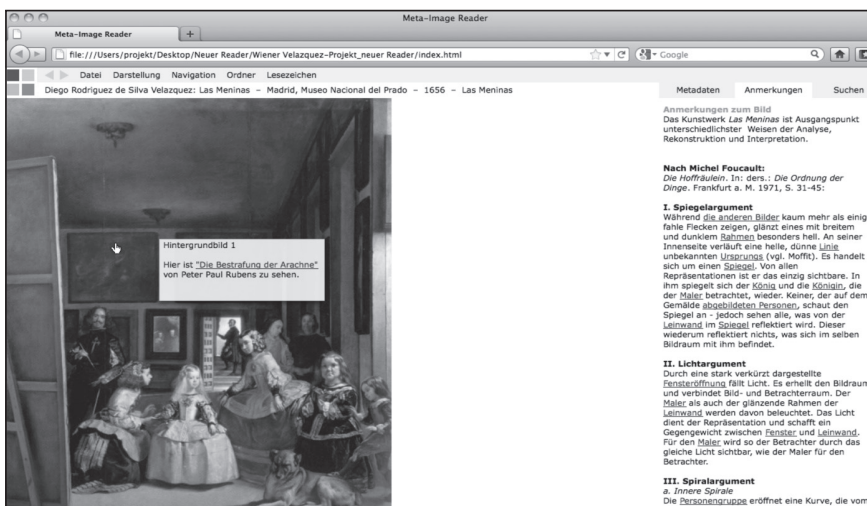 Meta-Image Reader
Meta-Image Reader
file:///Users/projekt/Desktop/Neuer Reader/Wiener Velazquez-Projekt_neuer Reader/index.html
Google
Datei Darstellung Navigation Ordner Lesezeichen
Diego Rodriguez de Silva Velazquez: Las Meninas – Madrid, Museo Nacional del Prado – 1656 – Las Meninas
Metadaten Anmerkungen Suchen
Hintergrundbild 1
Hier ist "Die Bestrafung der Arachne"
von Peter Paul Rubens zu sehen.
Anmerkungen zum Bild
Das Kunstwerk Las Meninas ist Ausgangspunkt
unterschiedlichster Weisen der Analyse,
Rekonstruktion und Interpretation.
Nach Michel Foucault:
Die Hoffräulein. In: ders.: Die Ordnung der
Dinge. Frankfurt a. M. 1971, S. 31-45:
I. Spiegelargument
Während die anderen Bilder kaum mehr als einig
fahle Flecken zeigen, glänzt eines mit breitem
und dunklem Rahmen besonders hell. An seiner
Innenseite verläuft eine helle, dünne Linie
unbekannten Ursprungs (vgl. Moffit). Es handelt
sich um einen Spiegel. Von allen
Repräsentationen ist er das einzig sichtbare. In
ihm spiegelt sich der König und die Königin, die
der Maler betrachtet, wieder. Keiner, der auf dem
Gemälde abgebildeten Personen, schaut den
Spiegel an - jedoch sehen alle, was von der
Leinwand im Spiegel reflektiert wird. Dieser
wiederum reflektiert nichts, was sich im selben
Bildraum mit ihm befindet.
II. Lichtargument
Durch eine stark verkürzt dargestellte
Fensteröffnung fällt Licht. Es erhellt den Bildraum
und verbindet Bild- und Betrachterraum. Der
Maler als auch der glänzende Rahmen der
Leinwand werden davon beleuchtet. Das Licht
dient der Repräsentation und schafft ein
Gegengewicht zwischen Fenster und Leinwand.
Für den Maler wird so der Betrachter durch das
gleiche Licht sichtbar, wie der Maler für den
Betrachter.
III. Spiralargument
a. Innere Spirale
Die Personengruppe eröffnet eine Kurve, die vom